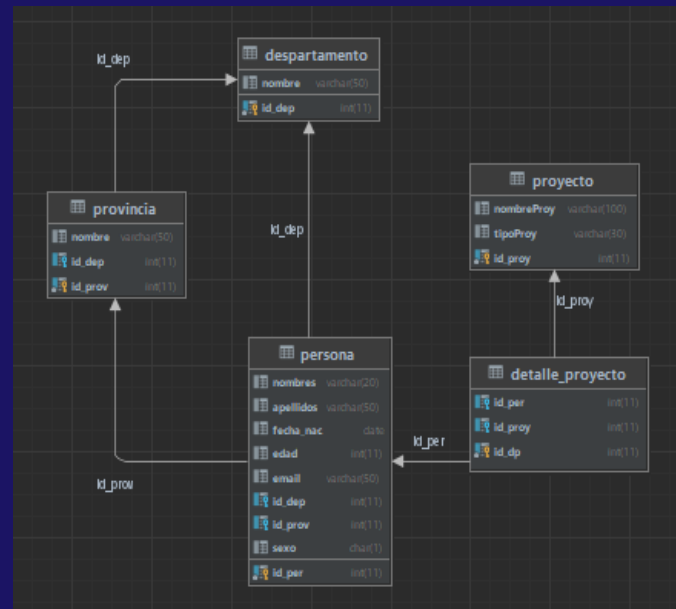 Id_dep
despartamento
nombre varchar(50)
id_dep int(11)
provincia
nombre varchar(50)
id_dep int(11)
id_prov int(11)
Id_dep
proyecto
nombreProy varchar(100)
tipoProy varchar(30)
id_proy int(11)
Id_proy
persona
nombres varchar(20)
apellidos varchar(50)
fecha_nac date
edad int(11)
email varchar(50)
id_dep int(11)
id_prov int(11)
sexo char(1)
id_per int(11)
Id_prov
Id_per
detalle_proyecto
id_per int(11)
id_proy int(11)
id_dp int(11)